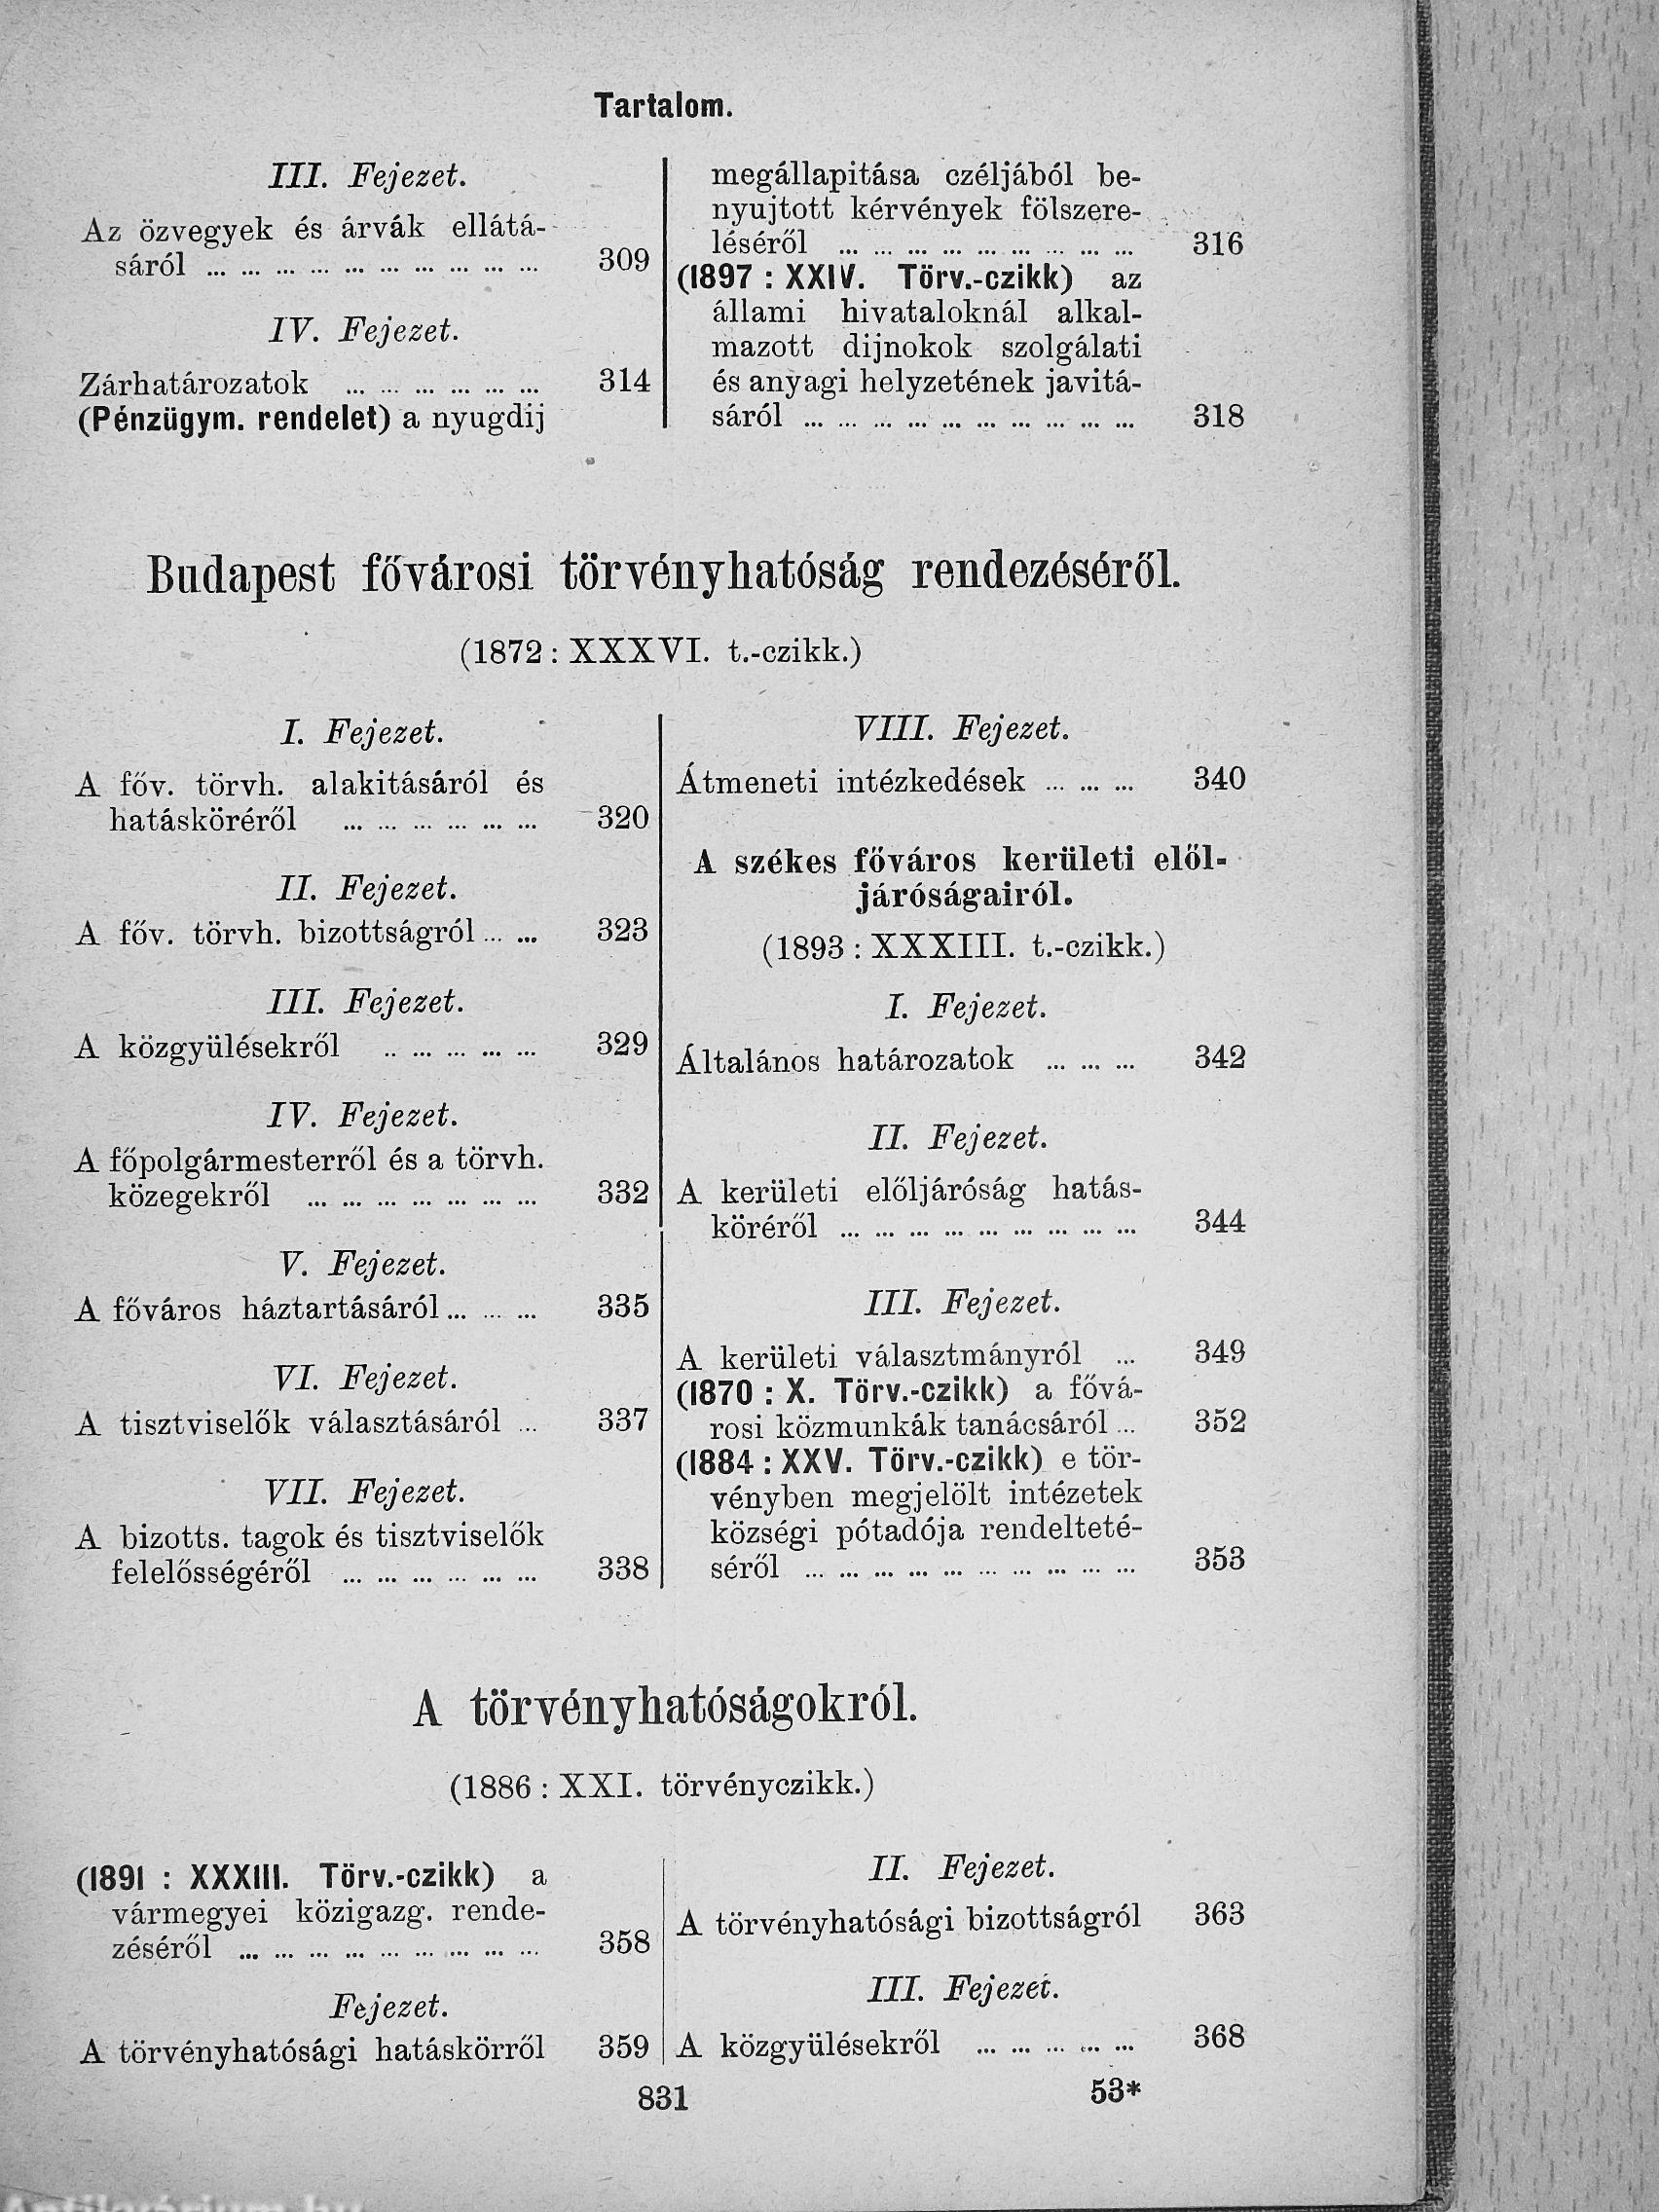 Tartalom.
III. Fejezet.
Az özvegyek és árvák ellátá-
sáról ... ... ... ... ... ... ... ... ... ... 309
IV. Fejezet.
Zárhatározatok ... ... ... ... ... ... 314
(Pénzügym. rendelet) a nyugdij
megállapitása czéljából be-
nyujtott kérvények fölszere-
léséről ... ... ... ... ... ... ... ... ... 316
(1897 : XXIV. Törv.-czikk) az
állami hivataloknál alkal-
mazott dijnokok szolgálati
és anyagi helyzetének javitá-
sáról ... ... ... ... ... ... ... ... ... ... 318
Budapest fővárosi törvényhatóság rendezéséről.
(1872 : XXXVI. t.-czikk.)
I. Fejezet.
A főv. törvh. alakitásáról és
hatásköréről ... ... ... ... ... ... 320
II. Fejezet.
A főv. törvh. bizottságról ... ... 323
III. Fejezet.
A közgyülésekről .. ... ... ... ... 329
IV. Fejezet.
A főpolgármesterről és a törvh.
közegekről ... ... ... ... ... ... ... 332
V. Fejezet.
A főváros háztartásáról ... ... ... 335
VI. Fejezet.
A tisztviselők választásáról ... 337
VII. Fejezet.
A bizotts. tagok és tisztviselők
felelősségéről ... ... ... ... ... ... 338
VIII. Fejezet.
Átmeneti intézkedések ... ... ... 340
A székes főváros kerületi elől-
járóságairól.
(1893 : XXXIII. t.-czikk.)
I. Fejezet.
Általános határozatok ... ... ... 342
II. Fejezet.
A kerületi előljáróság hatás-
köréről ... ... ... ... ... ... ... ... ... 344
III. Fejezet.
A kerületi választmányról ... 349
(1870 : X. Törv.-czikk) a fővá-
rosi közmunkák tanácsáról ... 352
(1884 : XXV. Törv.-czikk) e tör-
vényben megjelölt intézetek
községi pótadója rendelteté-
séről ... ... ... ... ... ... ... ... ... ... 353
A törvényhatóságokról.
(1886 : XXI. törvényczikk.)
(1891 : XXXIII. Törv.-czikk) a
vármegyei közigazg. rende-
zéséről ... ... ... ... ... ... ... ... ... 358
Fejezet.
A törvényhatósági hatáskörről 359
II. Fejezet.
A törvényhatósági bizottságról 363
III. Fejezet.
A közgyülésekről ... ... ... ... ... 368
831 53*